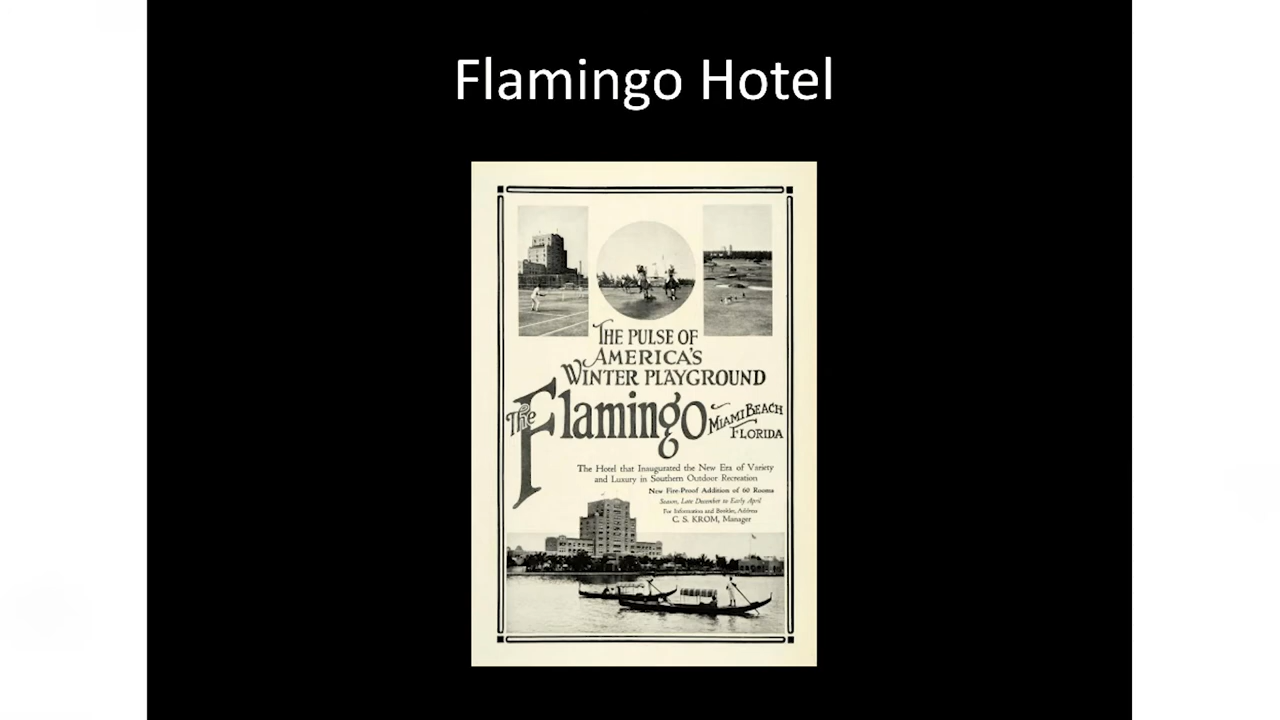 Flamingo Hotel
THE PULSE OF
AMERICA'S
WINTER PLAYGROUND
The Flamingo
MIAMI BEACH
FLORIDA
The Hotel that Inaugurated the New Era of Variety
and Luxury in Southern Outdoor Recreation
New Fire-Proof Addition of 60 Rooms
Season, Late December to Early April
For Information and Booklet, Address
C. S. KROM, Manager